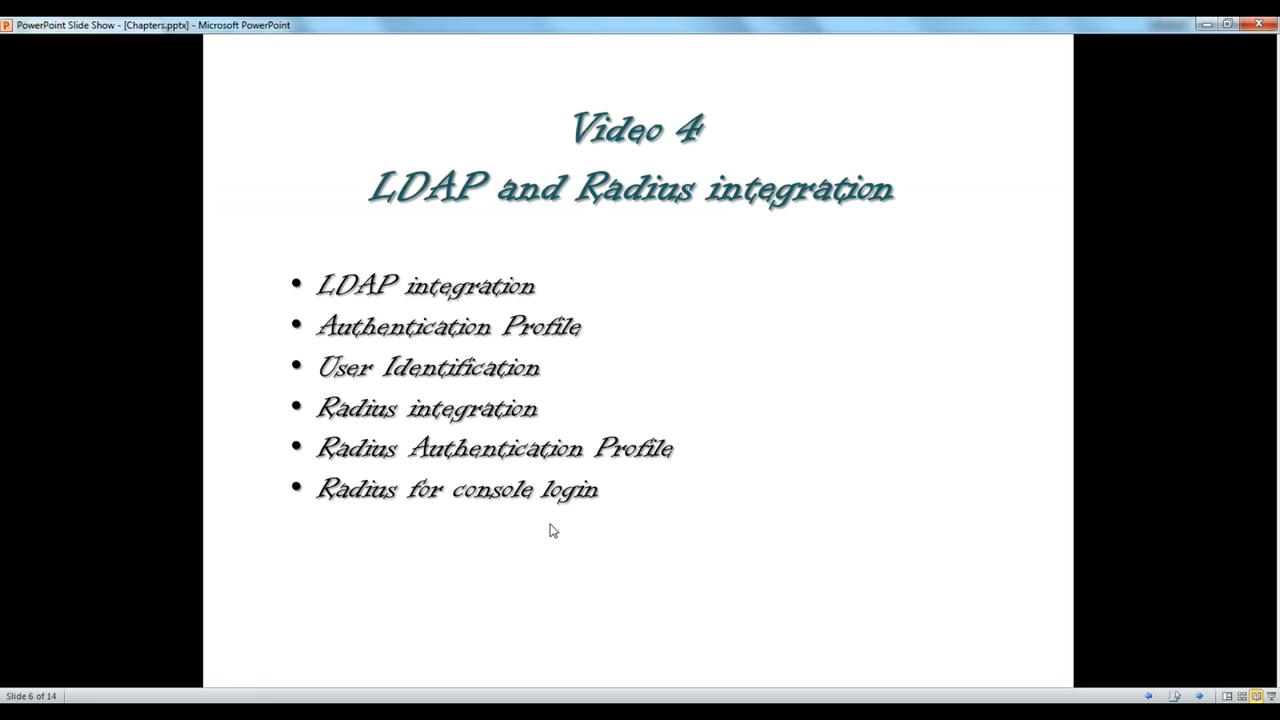 PowerPoint Slide Show - [Chapters.pptx] - Microsoft PowerPoint
Video 4
LDAP and Radius integration
• LDAP integration
• Authentication Profile
• User Identification
• Radius integration
• Radius Authentication Profile
• Radius for console login
Slide 6 of 14